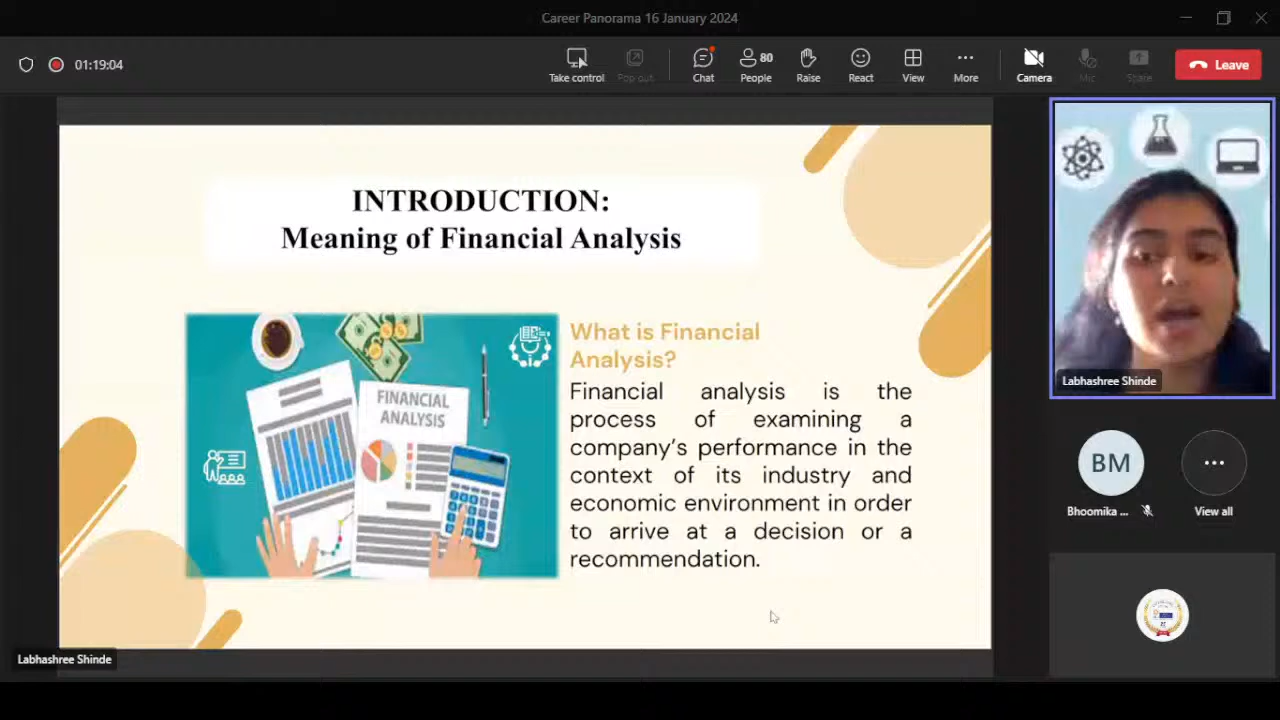 Career Panorama 16 January 2024
01:19:04
Take control
Pop out
Chat
80
People
Raise
React
View
More
Camera
Mic
Share
Leave
INTRODUCTION:
Meaning of Financial Analysis
FINANCIAL
ANALYSIS
What is Financial
Analysis?
Financial analysis is the
process of examining a
company's performance in the
context of its industry and
economic environment in order
to arrive at a decision or a
recommendation.
Labhashree Shinde
BM
Bhoomika ...
View all
Labhashree Shinde